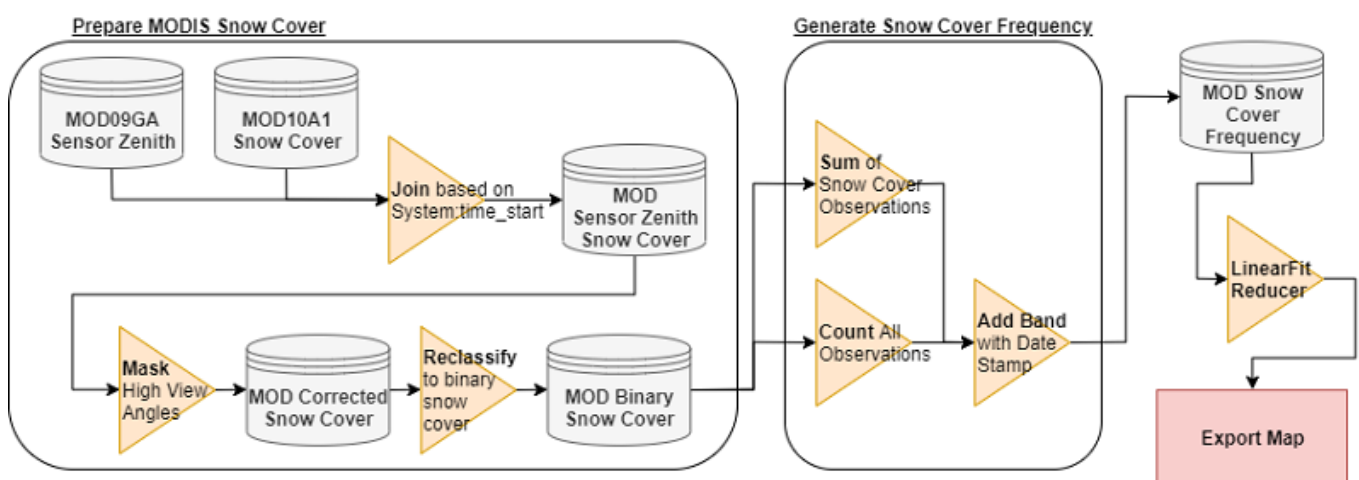 Prepare MODIS Snow Cover
MOD09GA
Sensor Zenith
MOD10A1
Snow Cover
Join based on
System:time_start
MOD
Sensor Zenith
Snow Cover
Mask
High View
Angles
MOD Corrected
Snow Cover
Reclassify
to binary
snow
cover
MOD Binary
Snow Cover
Generate Snow Cover Frequency
Sum of
Snow Cover
Observations
Count All
Observations
Add Band
with Date
Stamp
MOD Snow
Cover
Frequency
LinearFit
Reducer
Export Map